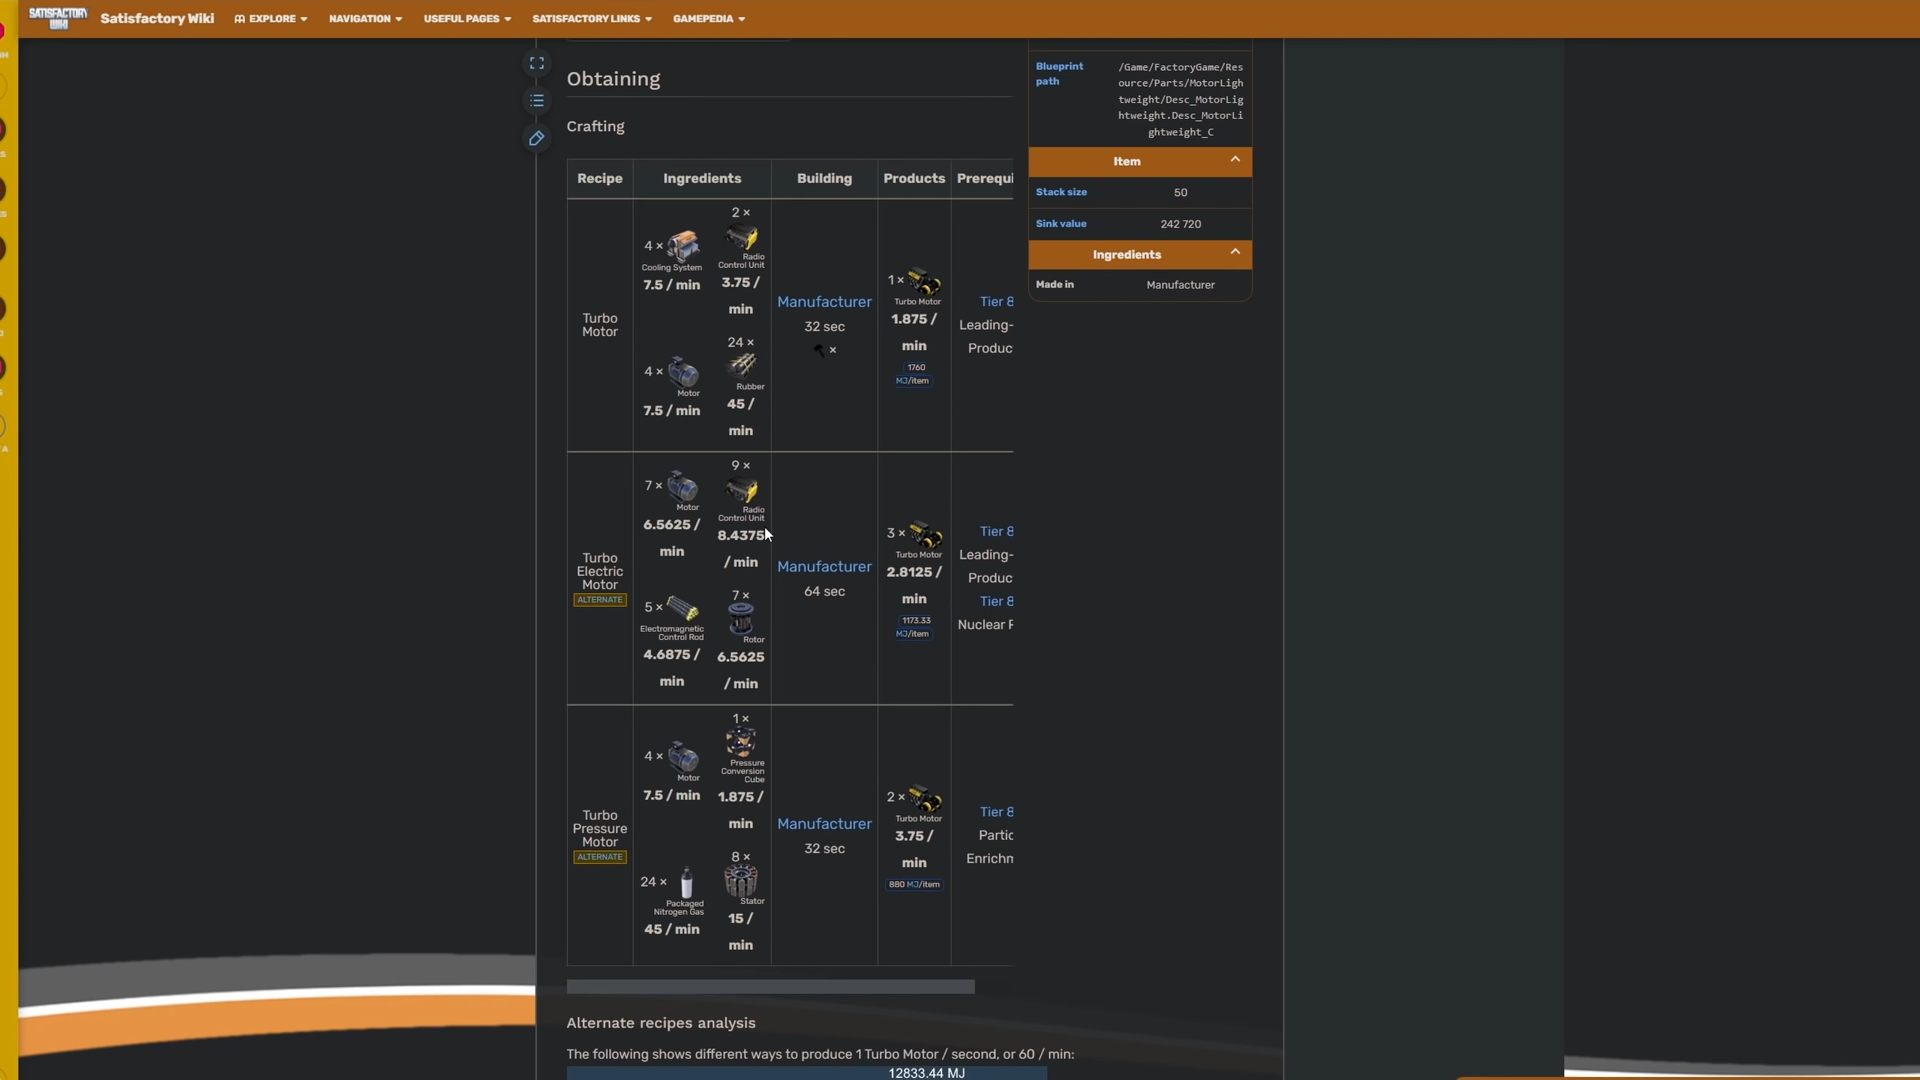 SATISFACTORY
WIKI
Satisfactory Wiki
EXPLORE
NAVIGATION
USEFUL PAGES
SATISFACTORY LINKS
GAMEPEDIA
Obtaining
Crafting
Recipe Ingredients Building Products Prerequi
Turbo
Motor
4 ×
Cooling System
7.5 / min
2 ×
Radio
Control Unit
3.75 /
min
4 ×
Motor
7.5 / min
24 ×
Rubber
45 /
min
Manufacturer
32 sec
×
1 ×
Turbo Motor
1.875 /
min
1760
MJ/item
Tier 8
Leading-
Produc
Turbo
Electric
Motor
ALTERNATE
7 ×
Motor
6.5625 /
min
9 ×
Radio
Control Unit
8.4375
/ min
5 ×
Electromagnetic
Control Rod
4.6875 /
min
7 ×
Rotor
6.5625
/ min
Manufacturer
64 sec
3 ×
Turbo Motor
2.8125 /
min
1173.33
MJ/item
Tier 8
Leading-
Produc
Tier 8
Nuclear P
Turbo
Pressure
Motor
ALTERNATE
4 ×
Motor
7.5 / min
1 ×
Pressure
Conversion
Cube
1.875 /
min
24 ×
Packaged
Nitrogen Gas
45 / min
8 ×
Stator
15 /
min
Manufacturer
32 sec
2 ×
Turbo Motor
3.75 /
min
880 MJ/item
Tier 8
Partic
Enrichm
Alternate recipes analysis
The following shows different ways to produce 1 Turbo Motor / second, or 60 / min:
12833.44 MJ
Blueprint
path
/Game/FactoryGame/Res
ource/Parts/MotorLigh
tweight/Desc_MotorLig
htweight.Desc_MotorLi
ghtweight_C
Item
Stack size 50
Sink value 242 720
Ingredients
Made in Manufacturer